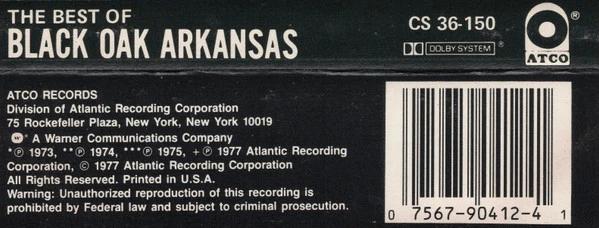 THE BEST OF
BLACK OAK ARKANSAS
CS 36-150
DOLBY SYSTEM ®
®
ATCO
ATCO RECORDS
Division of Atlantic Recording Corporation
75 Rockefeller Plaza, New York, New York 10019
W ® A Warner Communications Company
*Ⓟ 1973, **Ⓟ 1974, ***Ⓟ 1975, +Ⓟ 1977 Atlantic Recording
Corporation, © 1977 Atlantic Recording Corporation
All Rights Reserved. Printed in U.S.A.
Warning: Unauthorized reproduction of this recording is
prohibited by Federal law and subject to criminal prosecution.
0 7567-90412-4 1